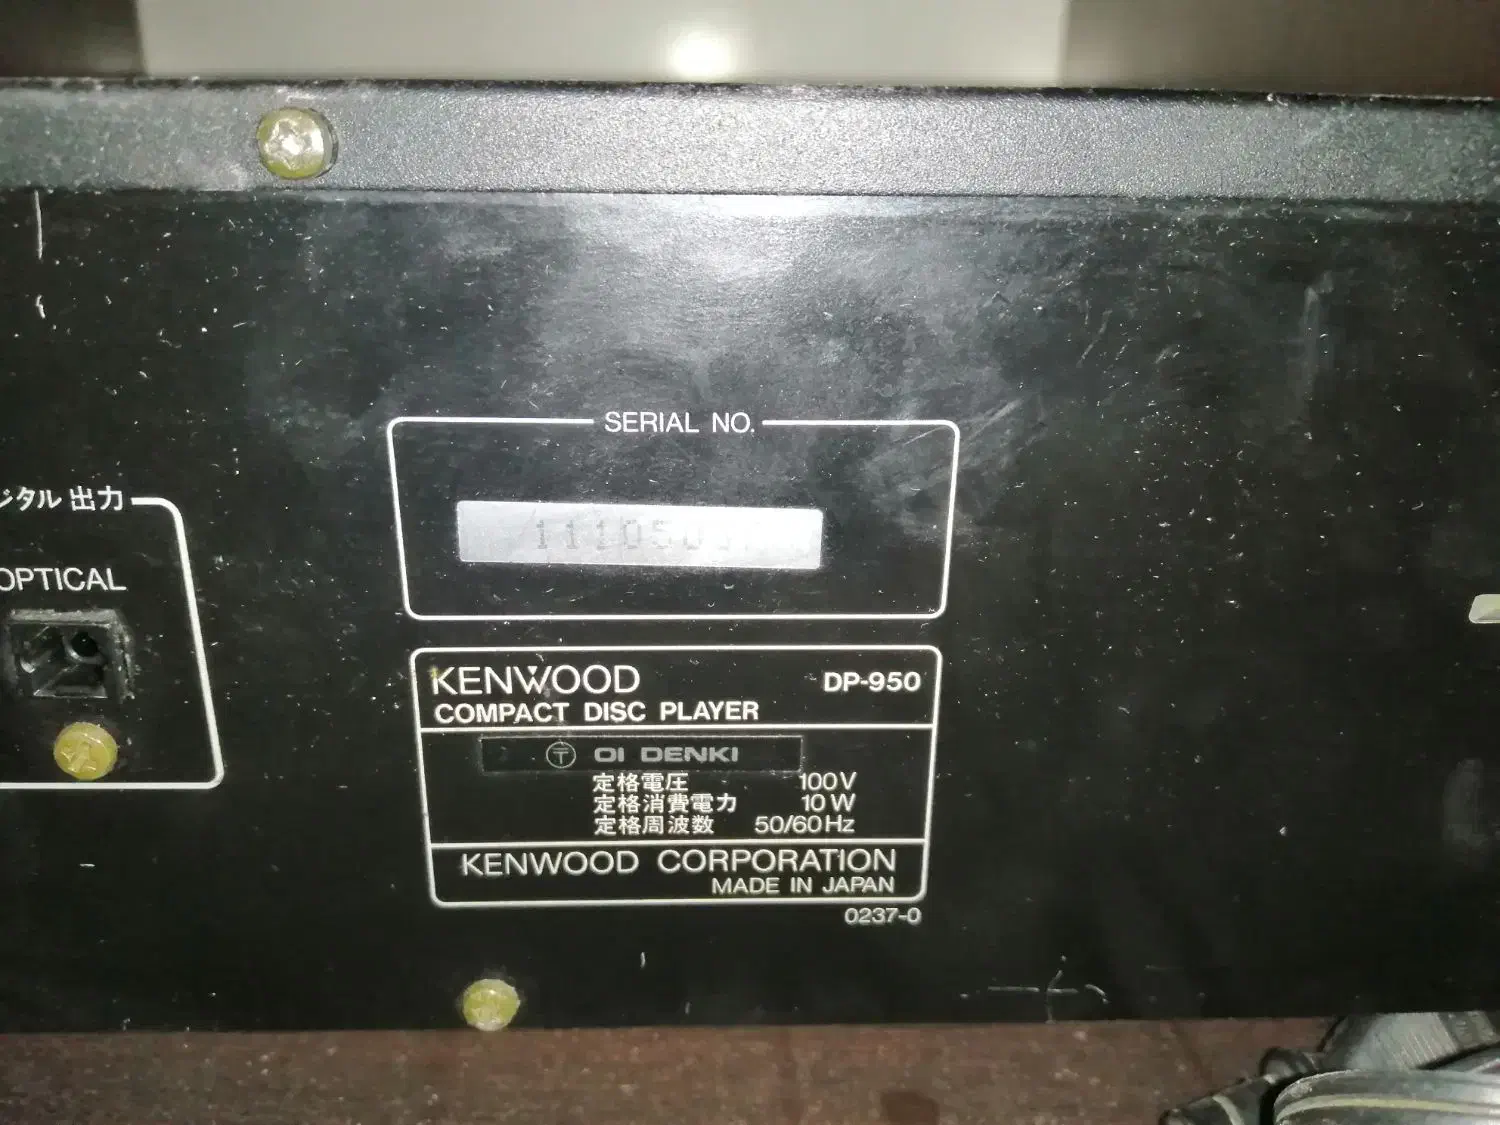 SERIAL NO.
ジタル 出力
OPTICAL
KENWOOD DP-950
COMPACT DISC PLAYER
〒 OI DENKI
定格電圧 100V
定格消費電力 10W
定格周波数 50/60Hz
KENWOOD CORPORATION
MADE IN JAPAN
0237-0